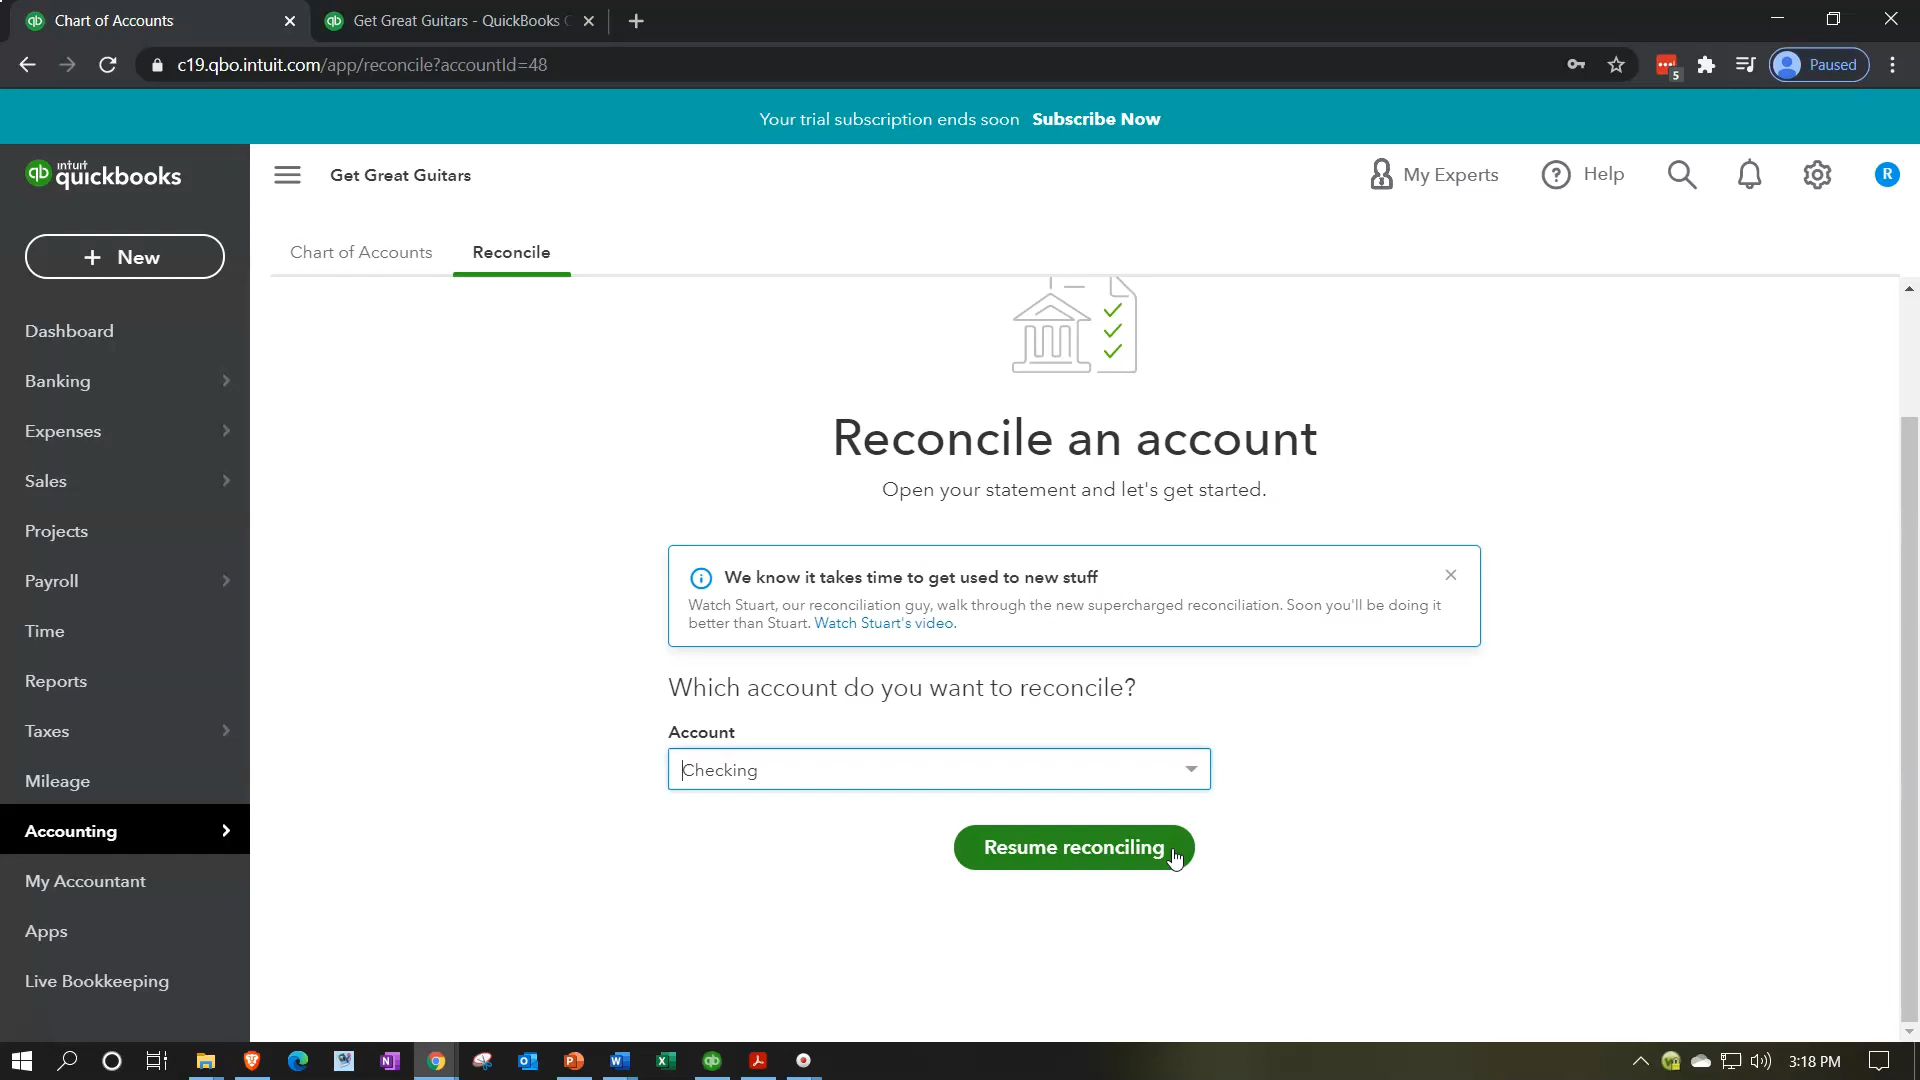 Chart of Accounts
Get Great Guitars - QuickBooks
c19.qbo.intuit.com/app/reconcile?accountId=48
5
Paused
Your trial subscription ends soon Subscribe Now
qb intuit quickbooks
Get Great Guitars
My Experts
Help
R
+ New
Chart of Accounts
Reconcile
Dashboard
Banking
Expenses
Sales
Projects
Payroll
Time
Reports
Taxes
Mileage
Accounting
My Accountant
Apps
Live Bookkeeping
Reconcile an account
Open your statement and let's get started.
We know it takes time to get used to new stuff
Watch Stuart, our reconciliation guy, walk through the new supercharged reconciliation. Soon you'll be doing it
better than Stuart. Watch Stuart's video.
Which account do you want to reconcile?
Account
Checking
Resume reconciling
3:18 PM